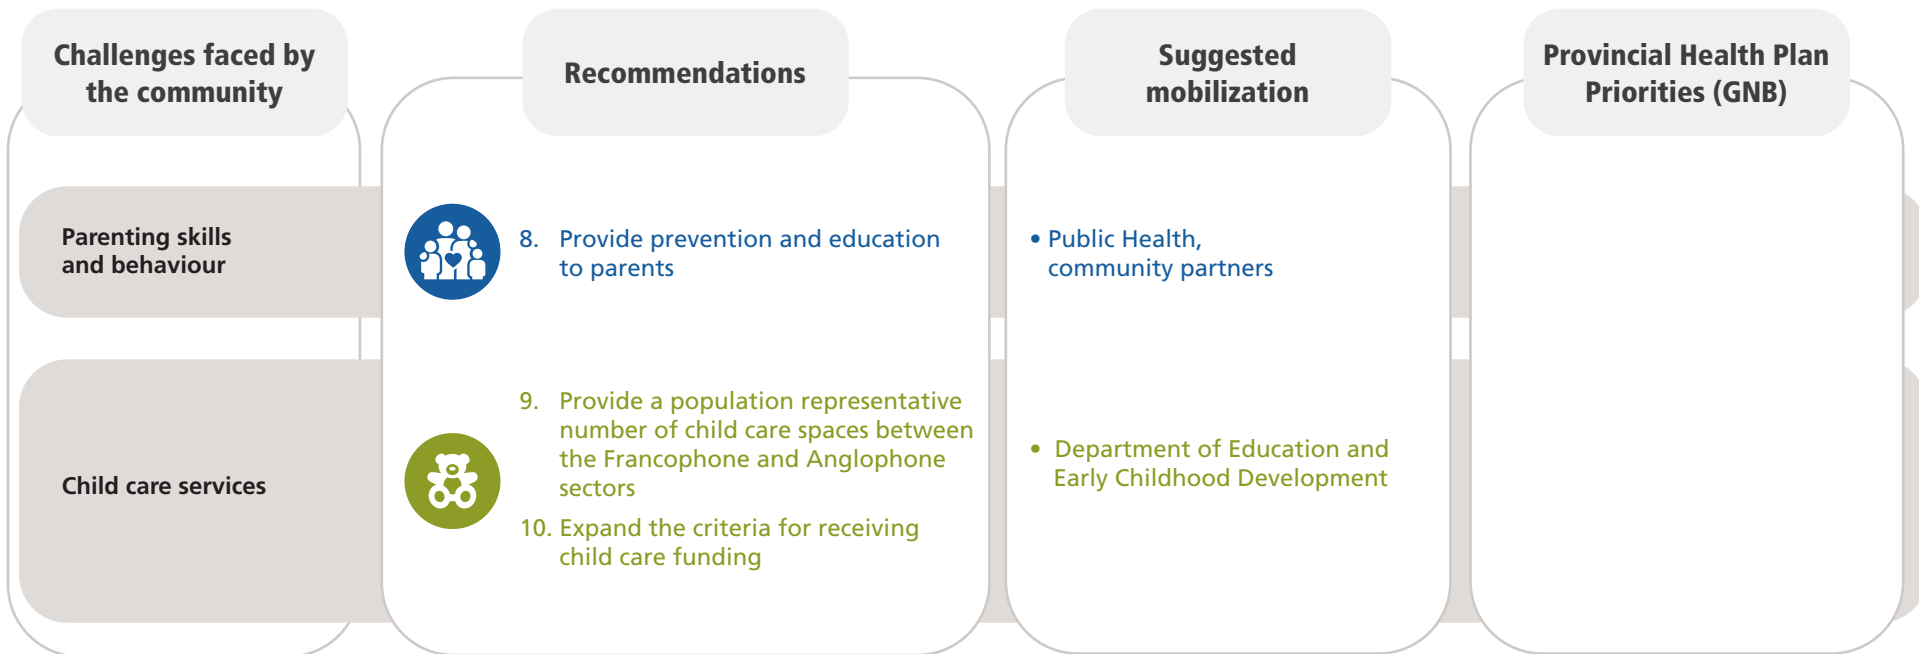 Challenges faced by
the community
Recommendations
Suggested
mobilization
Provincial Health Plan
Priorities (GNB)
Parenting skills
and behaviour
8. Provide prevention and education
to parents
• Public Health,
community partners
Child care services
9. Provide a population representative
number of child care spaces between
the Francophone and Anglophone
sectors
10. Expand the criteria for receiving
child care funding
• Department of Education and
Early Childhood Development